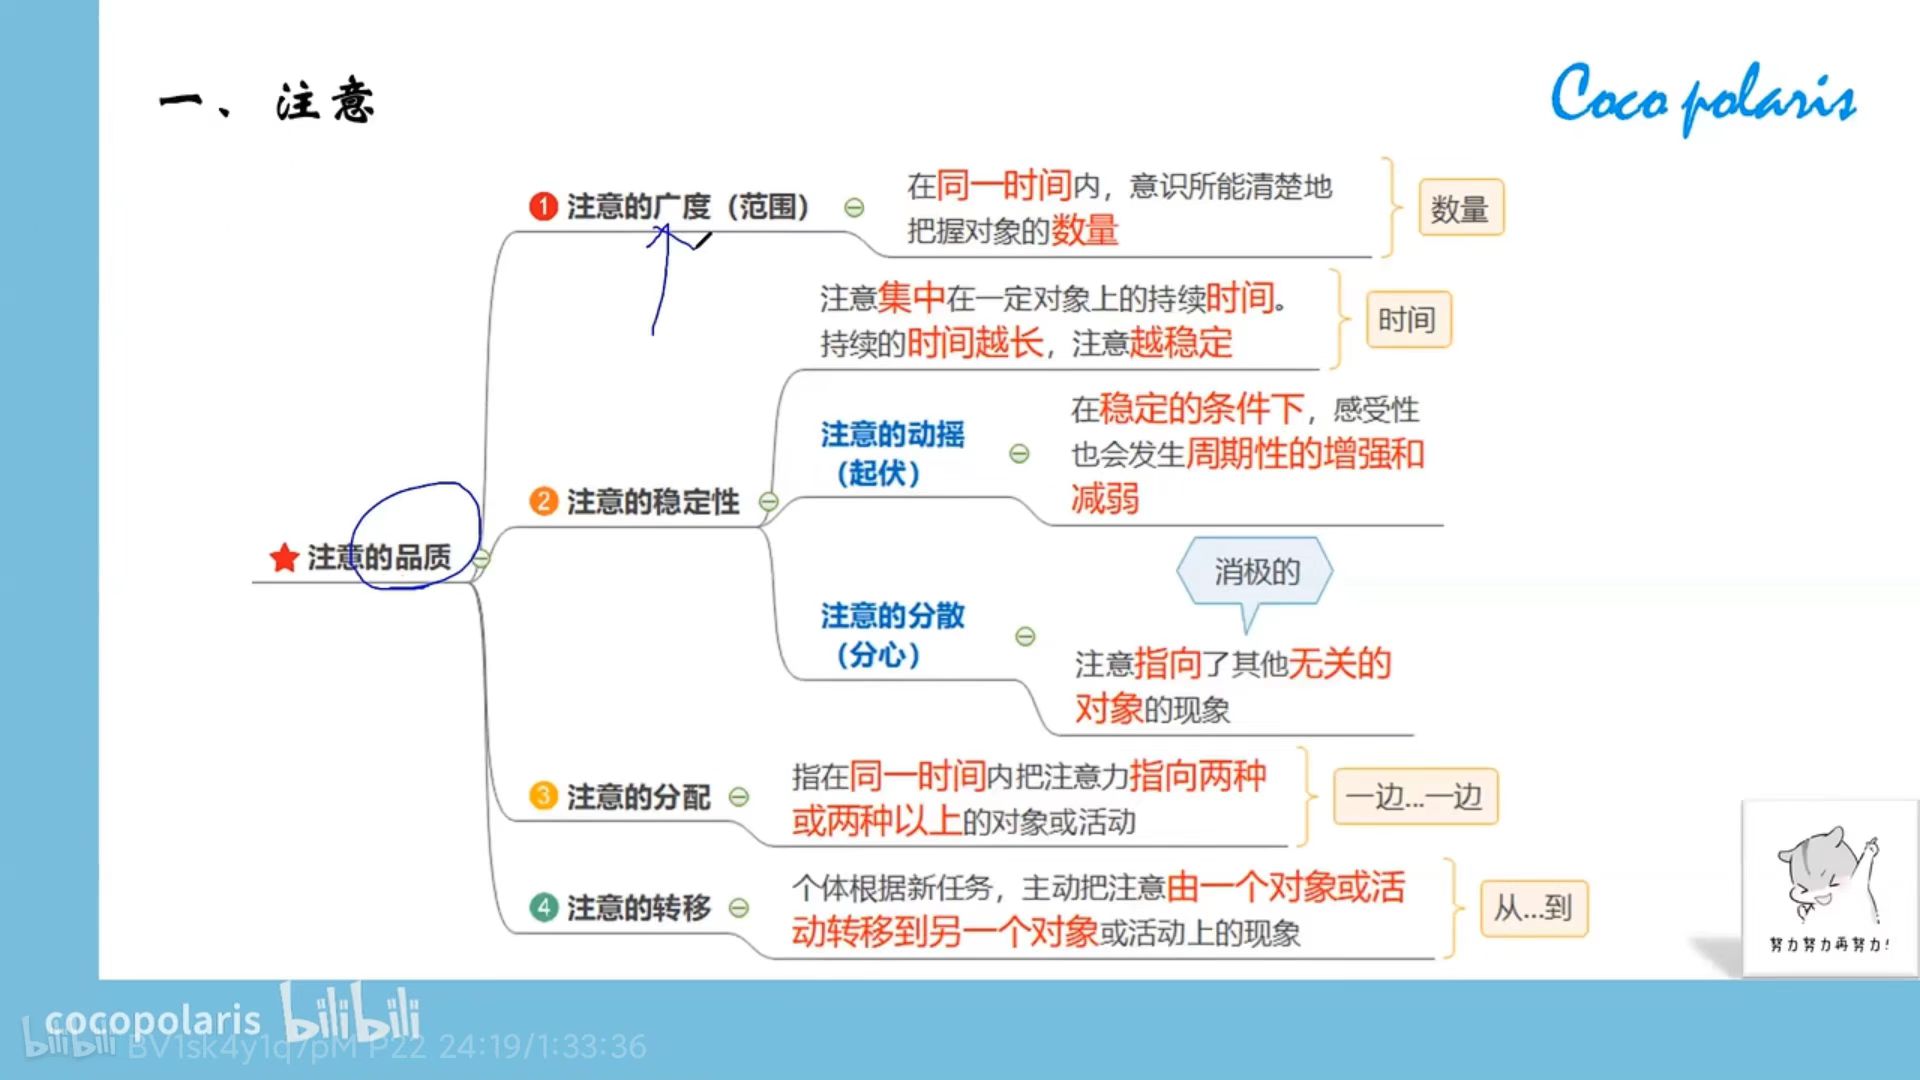 一、注意
Coco polaris
1 注意的广度（范围）
在同一时间内，意识所能清楚地
把握对象的数量
数量
注意集中在一定对象上的持续时间。
持续的时间越长，注意越稳定
时间
2 注意的稳定性
注意的动摇
（起伏）
在稳定的条件下，感受性
也会发生周期性的增强和
减弱
注意的品质
消极的
注意的分散
（分心）
注意指向了其他无关的
对象的现象
3 注意的分配
指在同一时间内把注意力指向两种
或两种以上的对象或活动
一边...一边
4 注意的转移
个体根据新任务，主动把注意由一个对象或活
动转移到另一个对象或活动上的现象
从...到
努力努力再努力!
cocopolaris bilibili
bilibili BV1sk4y1q7pM P22 24:19/1:33:36